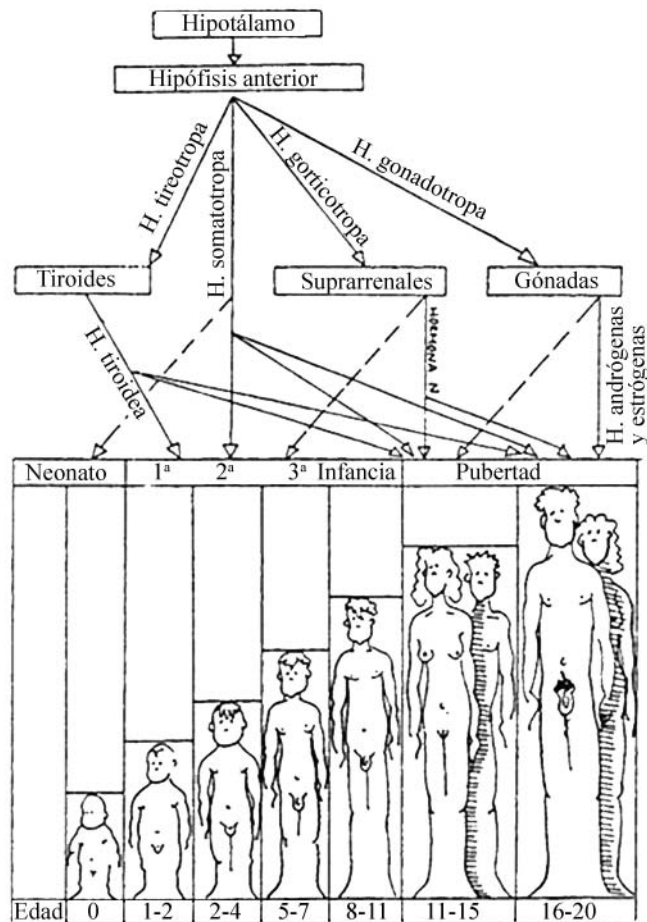 Hipotálamo
Hipófisis anterior
H. tireotropa
H. somatotropa
H. gorticotropa
H. gonadotropa
Tiroides
Suprarrenales
Gónadas
H. tiroidea
HORMONA N
H. andrógenas
y estrógenas
Neonato 1ª 2ª 3ª Infancia Pubertad
Edad 0 1-2 2-4 5-7 8-11 11-15 16-20